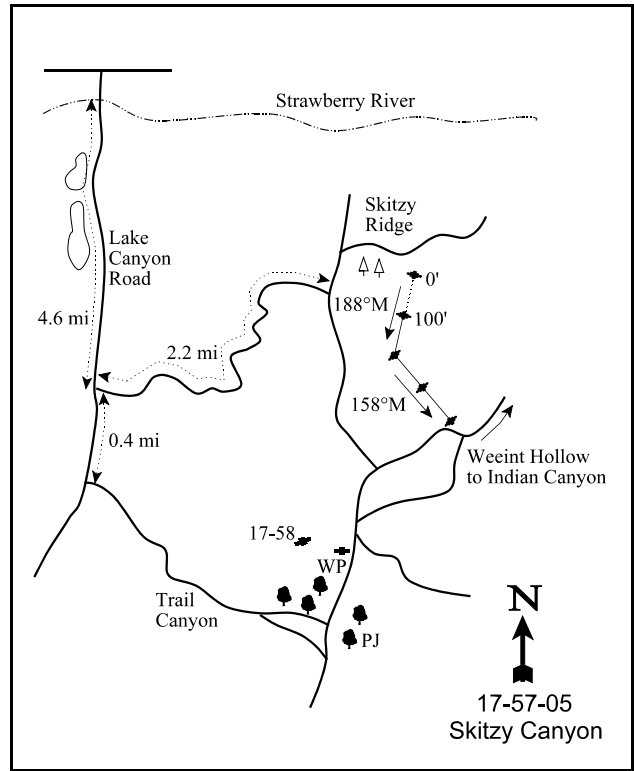 Strawberry River
Skitzy
Ridge
Lake
Canyon
Road
0'
188°M
100'
4.6 mi
2.2 mi
158°M
0.4 mi
Weeint Hollow
to Indian Canyon
17-58
WP
Trail
Canyon
PJ
N
17-57-05
Skitzy Canyon